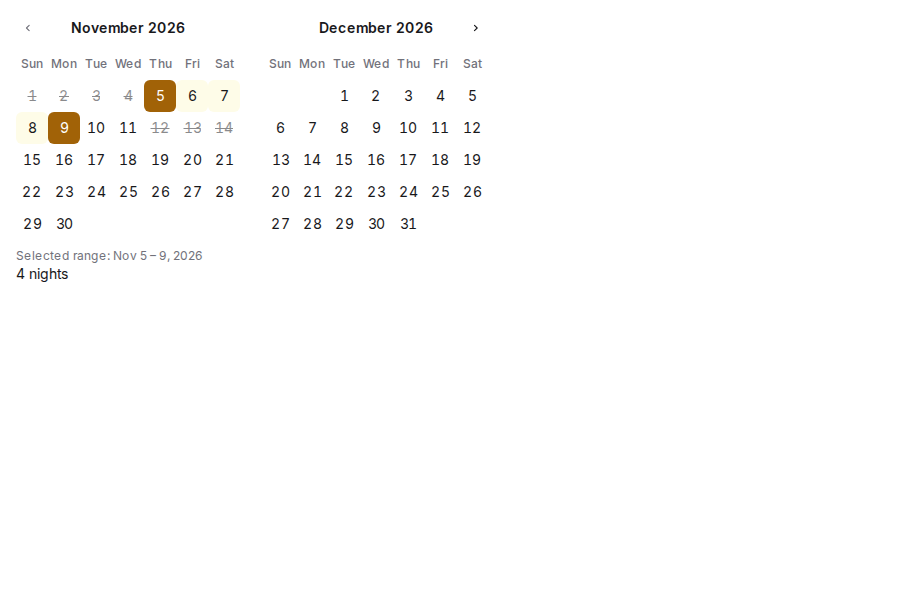 November 2026
Sun Mon Tue Wed Thu Fri Sat
1 2 3 4 5 6 7
8 9 10 11 12 13 14
15 16 17 18 19 20 21
22 23 24 25 26 27 28
29 30
December 2026
Sun Mon Tue Wed Thu Fri Sat
1 2 3 4 5
6 7 8 9 10 11 12
13 14 15 16 17 18 19
20 21 22 23 24 25 26
27 28 29 30 31
Selected range: Nov 5 – 9, 2026
4 nights